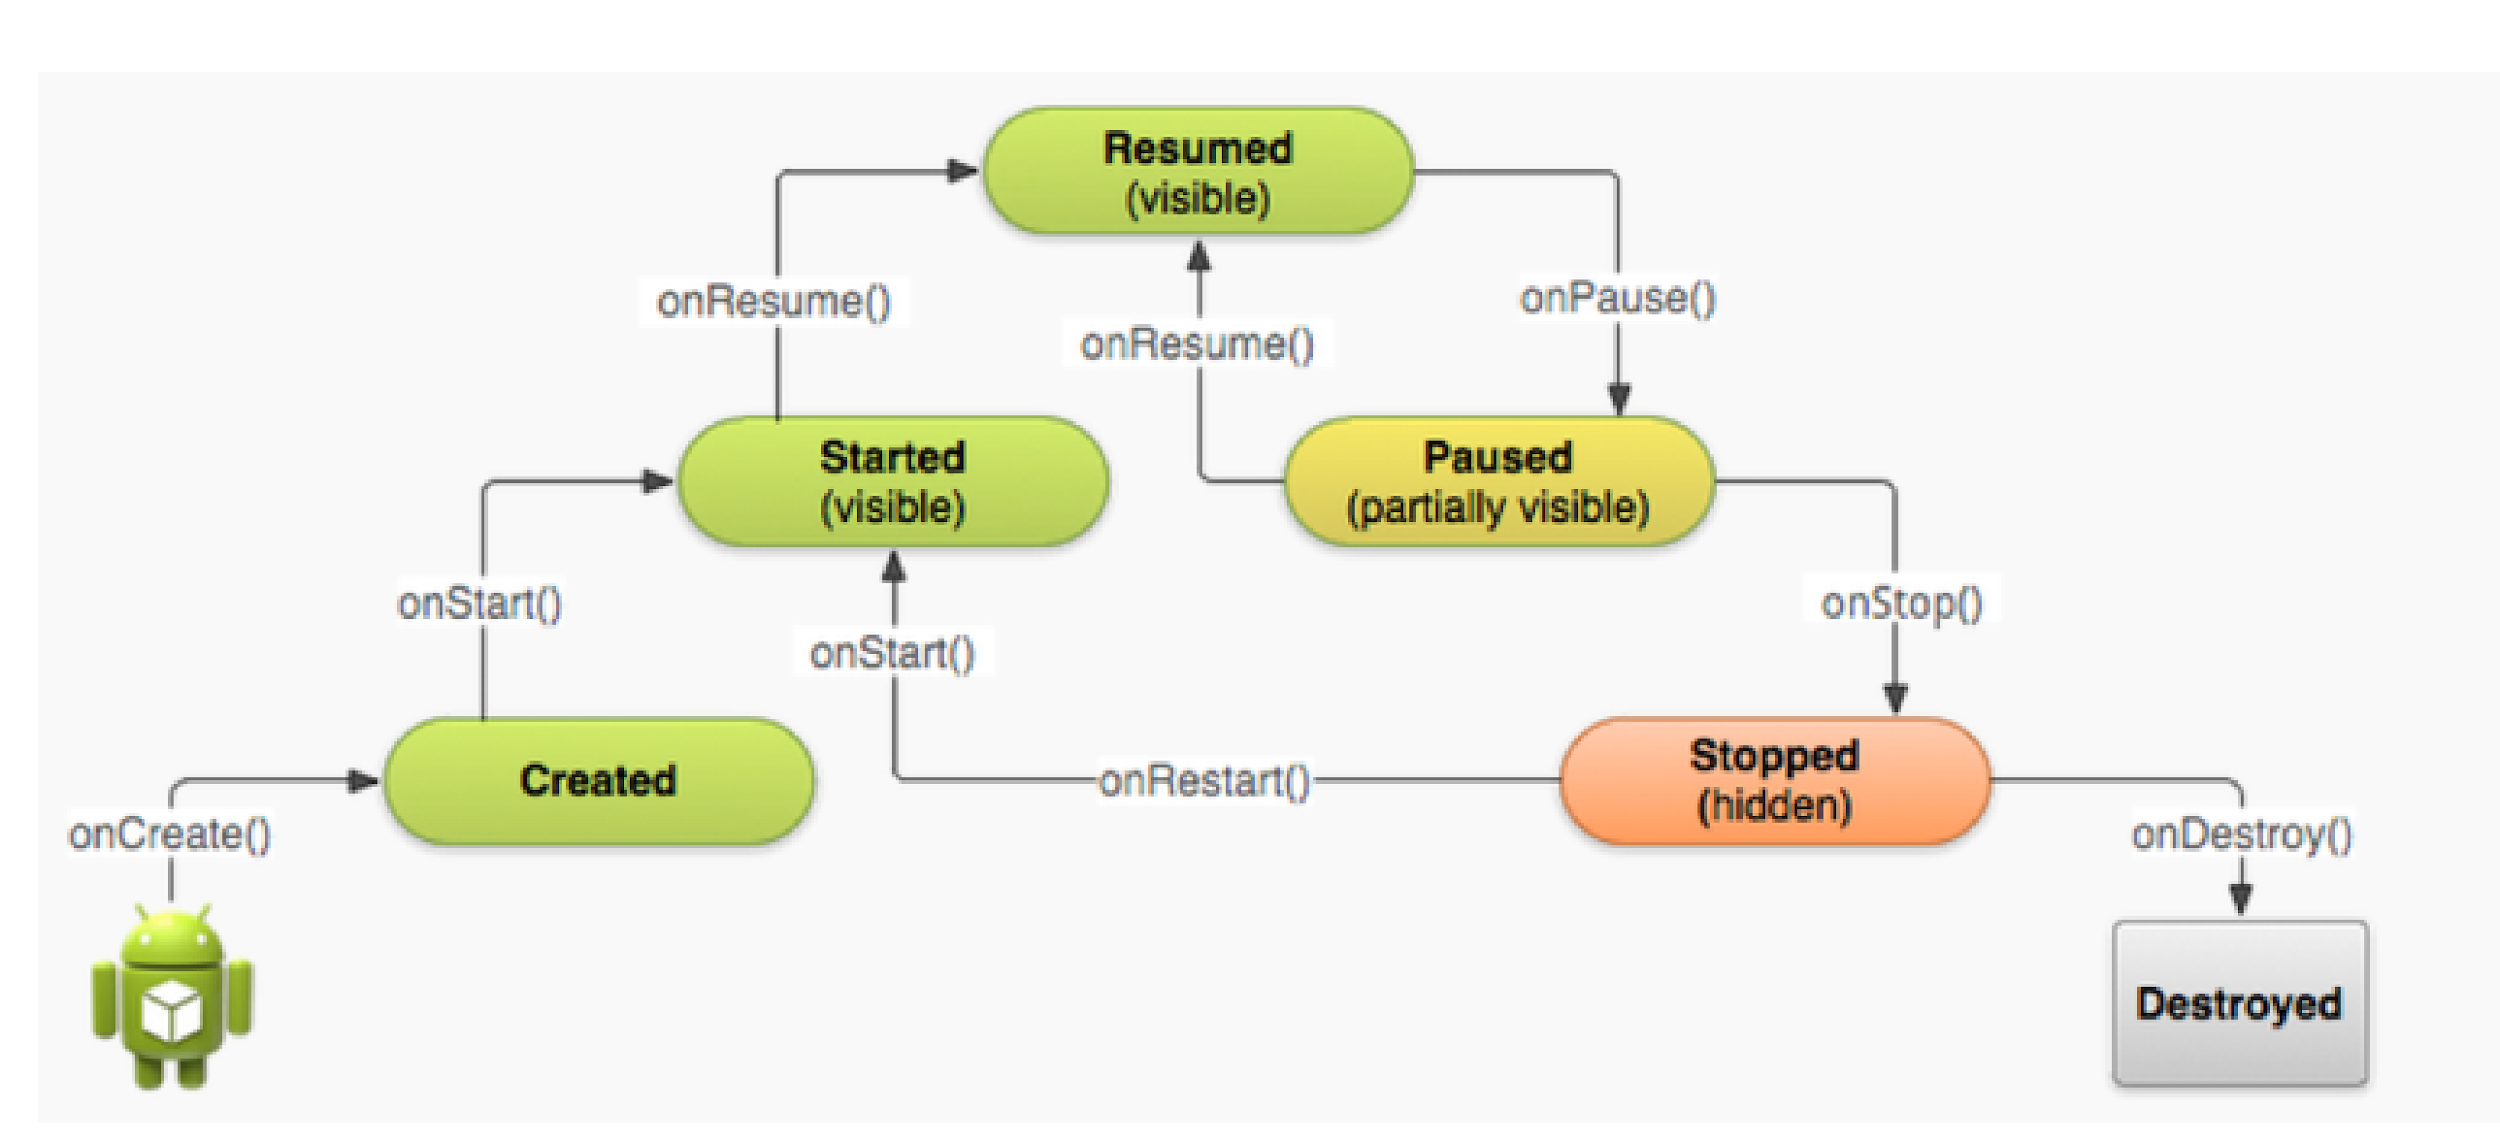 Resumed
(visible)
onResume()
onPause()
onResume()
Started
(visible)
Paused
(partially visible)
onStart()
onStop()
onStart()
Created
onRestart()
Stopped
(hidden)
onCreate()
onDestroy()
Destroyed